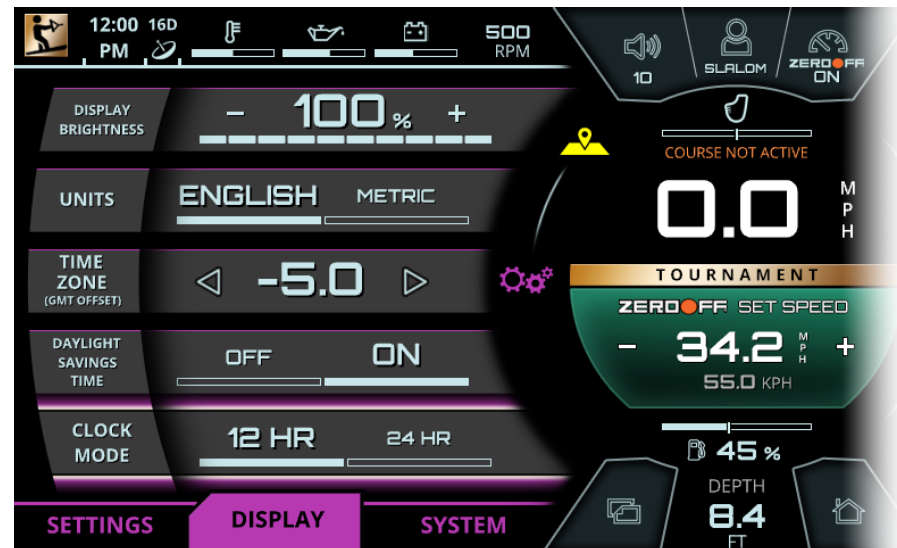 12:00 16D
PM
500
RPM
10
SLALOM
ZEROOFF
ON
DISPLAY
BRIGHTNESS
- 100 % +
COURSE NOT ACTIVE
UNITS
ENGLISH METRIC
0.0 MPH
TIME
ZONE
(GMT OFFSET)
-5.0
TOURNAMENT
ZEROOFF SET SPEED
- 34.2 MPH +
55.0 KPH
DAYLIGHT
SAVINGS
TIME
OFF ON
CLOCK
MODE
12 HR 24 HR
45 %
DEPTH
8.4
FT
SETTINGS DISPLAY SYSTEM